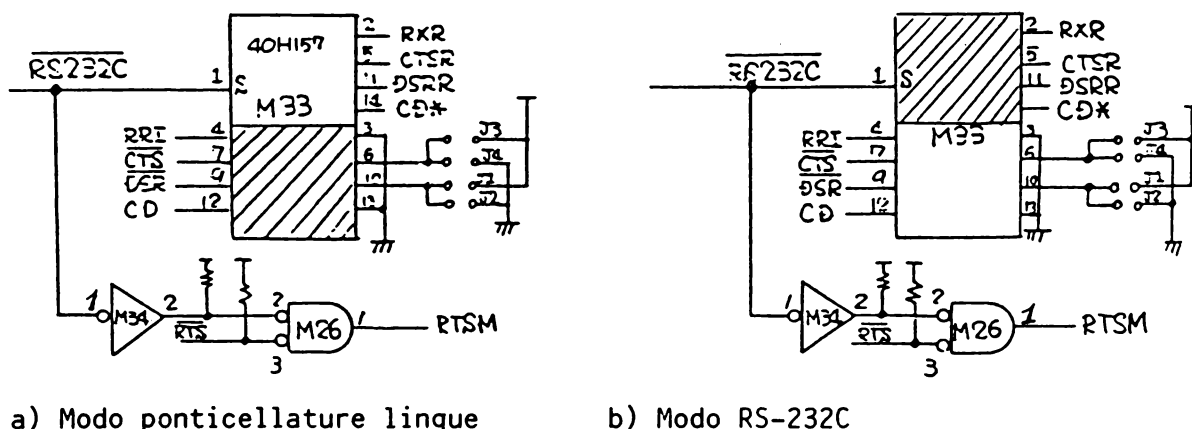 40H157
M33
RS232C
1
S
2
RXR
5
CTSR
11
DSRR
14
CD*
RRI
4
CTS
7
DSR
9
CD
12
3
6
10
13
J3
J4
J1
J2
1
M34
2
RTS
2
3
M26
1
RTSM
RS232C
1
S
2
RXR
5
CTSR
11
DSRR
CD*
M33
RRI
4
CTS
7
DSR
9
CD
12
3
6
10
13
J3
J4
J1
J2
1
M34
2
RTS
2
3
M26
1
RTSM
a) Modo ponticellature lingue
b) Modo RS-232C